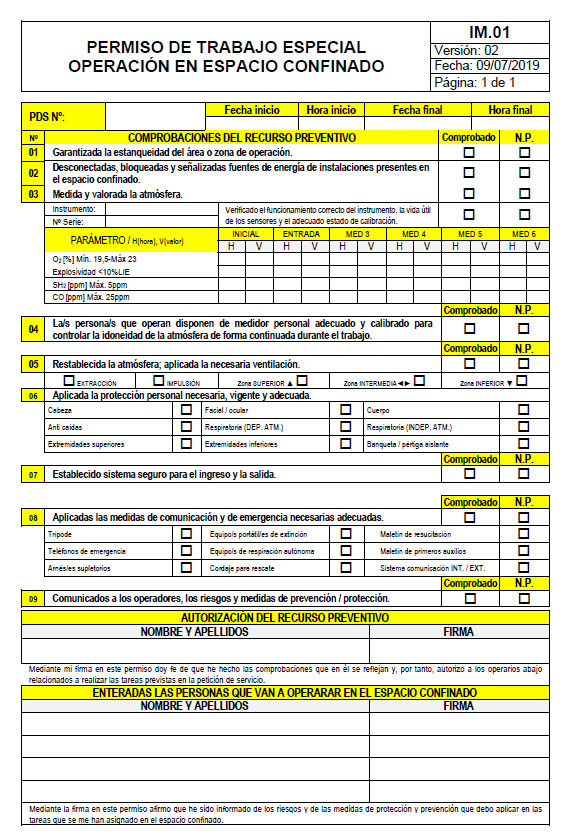 PERMISO DE TRABAJO ESPECIAL
OPERACIÓN EN ESPACIO CONFINADO
IM.01
Versión: 02
Fecha: 09/07/2019
Página: 1 de 1
PDS Nº:
Fecha inicio Hora inicio Fecha final Hora final
Nº COMPROBACIONES DEL RECURSO PREVENTIVO Comprobado N.P.
01 Garantizada la estanqueidad del área o zona de operación.
02 Desconectadas, bloqueadas y señalizadas fuentes de energía de instalaciones presentes en
el espacio confinado.
03 Medida y valorada la atmósfera.
Instrumento:
Nº Serie:
Verificado el funcionamiento correcto del instrumento, la vida útil
de los sensores y el adecuado estado de calibración.
PARÁMETRO / H(hora), V(valor) INICIAL ENTRADA MED 3 MED 4 MED 5 MED 6
H V H V H V H V H V H V
O2 [%] Mín. 19,5-Máx 23
Explosividad <10%LIE
SH2 [ppm] Máx. 5ppm
CO [ppm] Máx. 25ppm
Comprobado N.P.
04 La/s persona/s que operan disponen de medidor personal adecuado y calibrado para
controlar la idoneidad de la atmósfera de forma continuada durante el trabajo.
Comprobado N.P.
05 Restablecida la atmósfera; aplicada la necesaria ventilación.
EXTRACCIÓN IMPULSIÓN Zona SUPERIOR ▲ Zona INTERMEDIA ◄► Zona INFERIOR ▼
06 Aplicada la protección personal necesaria, vigente y adecuada.
Cabeza Facial / ocular Cuerpo
Anti caídas Respiratoria (DEP. ATM.) Respiratoria (INDEP. ATM.)
Extremidades superiores Extremidades inferiores Banqueta / pértiga aislante
Comprobado N.P.
07 Establecido sistema seguro para el ingreso y la salida.
Comprobado N.P.
08 Aplicadas las medidas de comunicación y de emergencia necesarias adecuadas.
Trípode Equipo/s portátil/es de extinción Maletín de resucitación
Teléfonos de emergencia Equipo/s de respiración autónoma Maletín de primeros auxilios
Arnés/es supletorios Cordaje para rescate Sistema comunicación INT. / EXT.
Comprobado N.P.
09 Comunicados a los operadores, los riesgos y medidas de prevención / protección.
AUTORIZACIÓN DEL RECURSO PREVENTIVO
NOMBRE Y APELLIDOS FIRMA
Mediante mi firma en este permiso doy fe de que he hecho las comprobaciones que en él se reflejan y, por tanto, autorizo a los operarios abajo
relacionados a realizar las tareas previstas en la petición de servicio.
ENTERADAS LAS PERSONAS QUE VAN A OPERARAR EN EL ESPACIO CONFINADO
NOMBRE Y APELLIDOS FIRMA
Mediante la firma en este permiso afirmo que he sido informado de los riesgos y de las medidas de protección y prevención que debo aplicar en las
tareas que se me han asignado en el espacio confinado.